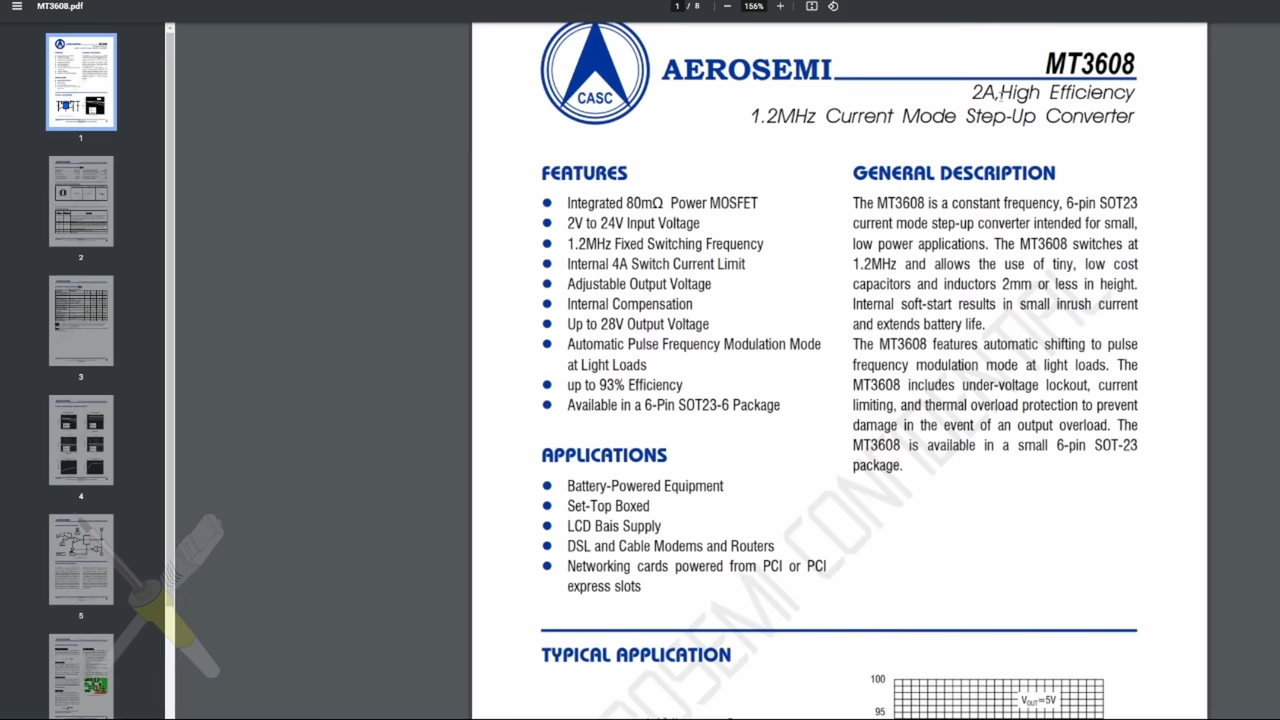 MT3608.pdf
1 / 8
156%
1
2
3
4
5
CASC
AEROSEMI
MT3608
2A,High Efficiency
1.2MHz Current Mode Step-Up Converter
FEATURES
Integrated 80mΩ Power MOSFET
2V to 24V Input Voltage
1.2MHz Fixed Switching Frequency
Internal 4A Switch Current Limit
Adjustable Output Voltage
Internal Compensation
Up to 28V Output Voltage
Automatic Pulse Frequency Modulation Mode
at Light Loads
up to 93% Efficiency
Available in a 6-Pin SOT23-6 Package
APPLICATIONS
Battery-Powered Equipment
Set-Top Boxed
LCD Bais Supply
DSL and Cable Modems and Routers
Networking cards powered from PCI or PCI
express slots
GENERAL DESCRIPTION
The MT3608 is a constant frequency, 6-pin SOT23
current mode step-up converter intended for small,
low power applications. The MT3608 switches at
1.2MHz and allows the use of tiny, low cost
capacitors and inductors 2mm or less in height.
Internal soft-start results in small inrush current
and extends battery life.
The MT3608 features automatic shifting to pulse
frequency modulation mode at light loads. The
MT3608 includes under-voltage lockout, current
limiting, and thermal overload protection to prevent
damage in the event of an output overload. The
MT3608 is available in a small 6-pin SOT-23
package.
TYPICAL APPLICATION
100
95
VOUT=5V